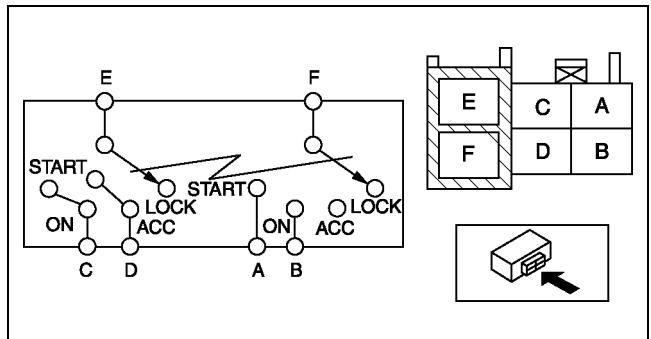 E F
START START
LOCK LOCK
ON ACC ON ACC
C D A B
E C A
F D B